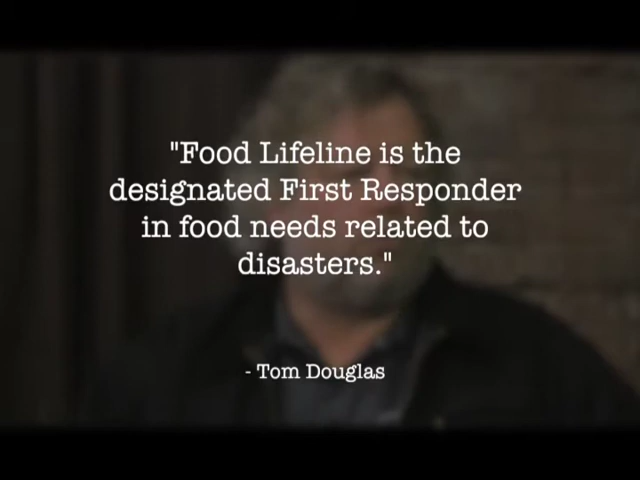 "Food Lifeline is the
designated First Responder
in food needs related to
disasters."
- Tom Douglas